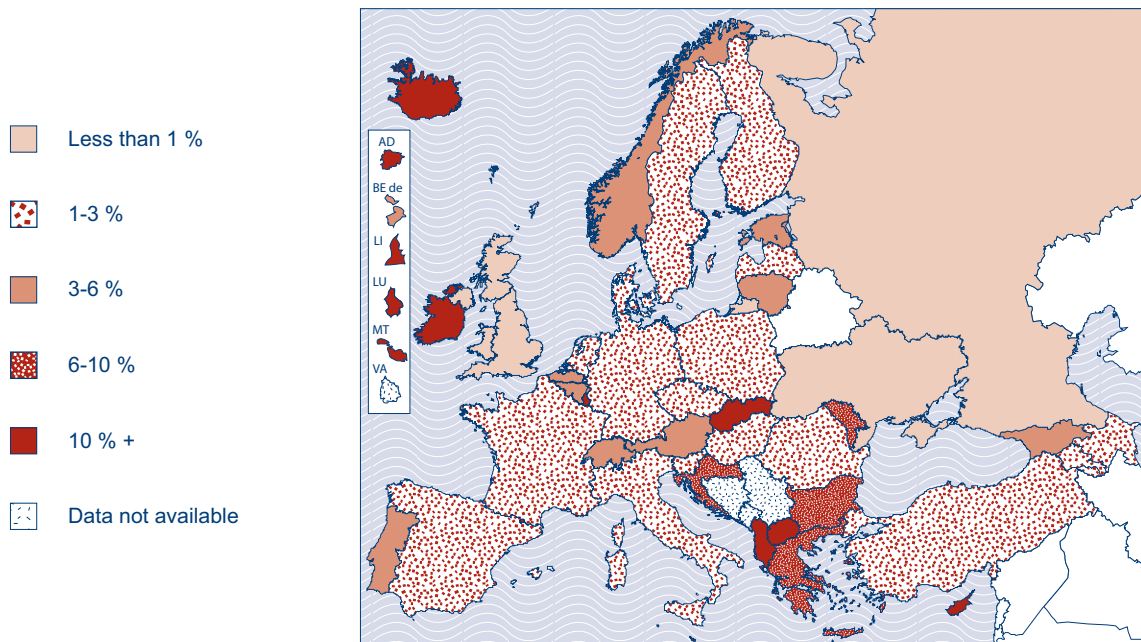 Less than 1 %
1-3 %
3-6 %
6-10 %
10 % +
Data not available
AD
BE de
LI
LU
MT
VA